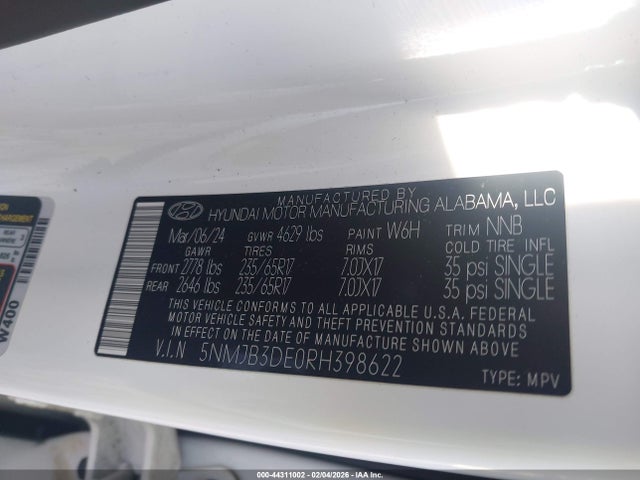 MANUFACTURED BY
HYUNDAI MOTOR MANUFACTURING ALABAMA, LLC
Mar/06/24 GVWR 4629 lbs PAINT W6H TRIM NNB
GAWR TIRES RIMS COLD TIRE INFL
FRONT 2778 lbs 235/65R17 7.0JX17 35 psi SINGLE
REAR 2646 lbs 235/65R17 7.0JX17 35 psi SINGLE
THIS VEHICLE CONFORMS TO ALL APPLICABLE U.S.A. FEDERAL
MOTOR VEHICLE SAFETY AND THEFT PREVENTION STANDARDS
IN EFFECT ON THE DATE OF MANUFACTURE SHOWN ABOVE.
V.I.N 5NMJB3DE0RH398622
TYPE: MPV
W400
000-44311002 - 02/04/2026 - IAA Inc.